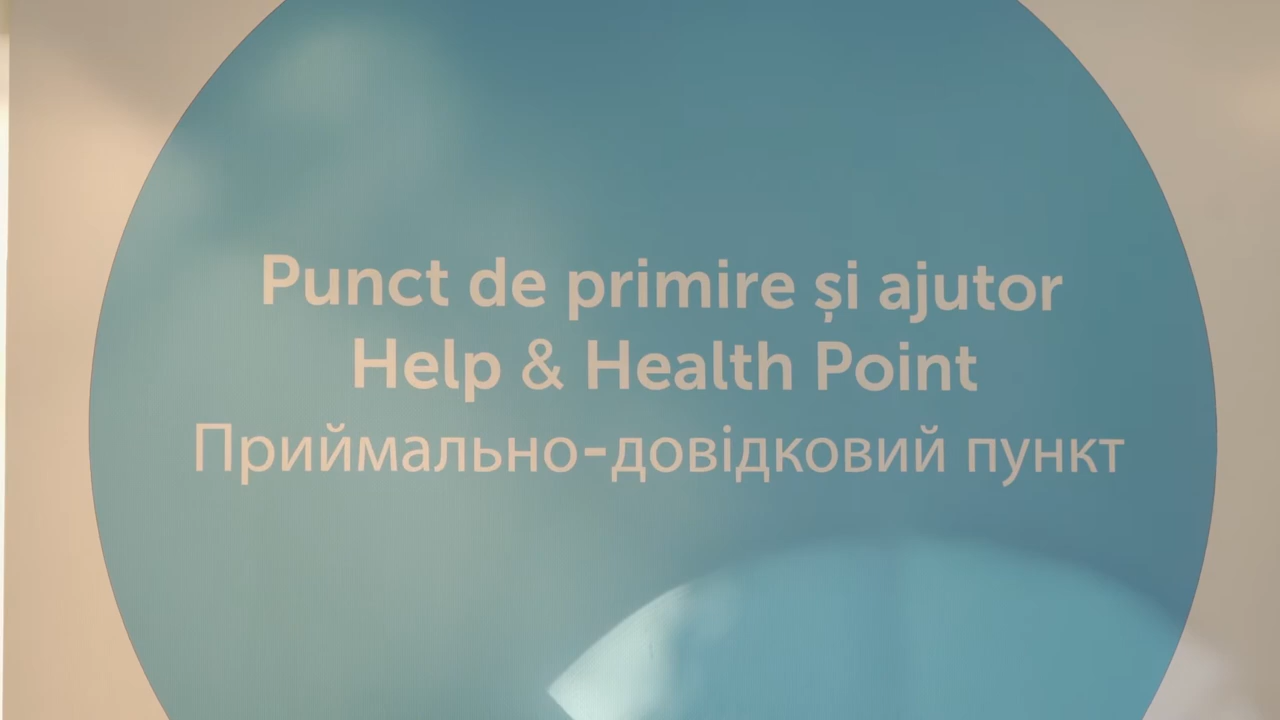 Punct de primire și ajutor
Help & Health Point
Приймально-довідковий пункт